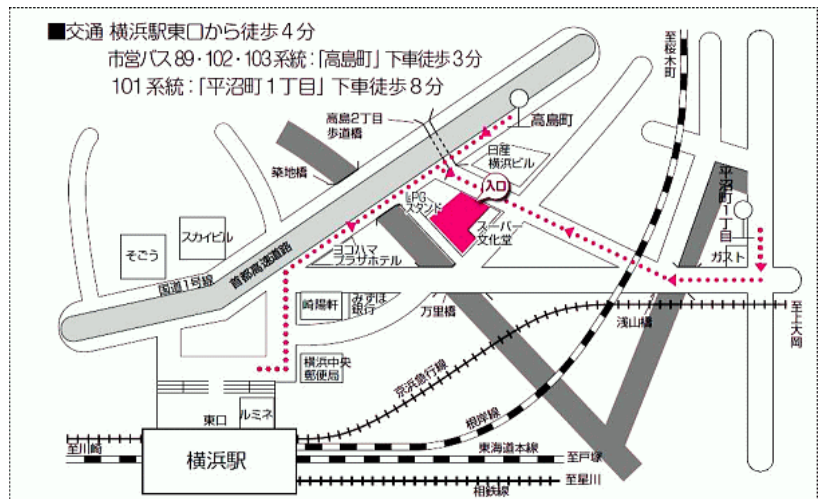 ■交通 横浜駅東口から徒歩4分
市営バス89・102・103系統:「高島町」下車徒歩3分
101系統:「平沼町1丁目」下車徒歩8分
至桜木町
高島2丁目
歩道橋
高島町
日産
横浜ビル
築地橋
入口
LPG
スタンド
平沼町1丁目
スーパー
文化堂
スカイビル
そごう
ヨコハマ
プラザホテル
ガスト
国道1号線
首都高速道路
崎陽軒
みずほ
銀行
万里橋
浅山橋
至上大岡
横浜中央
郵便局
京浜急行線
東口
ルミネ
根岸線
至川崎
横浜駅
東海道本線
至戸塚
相鉄線
至星川